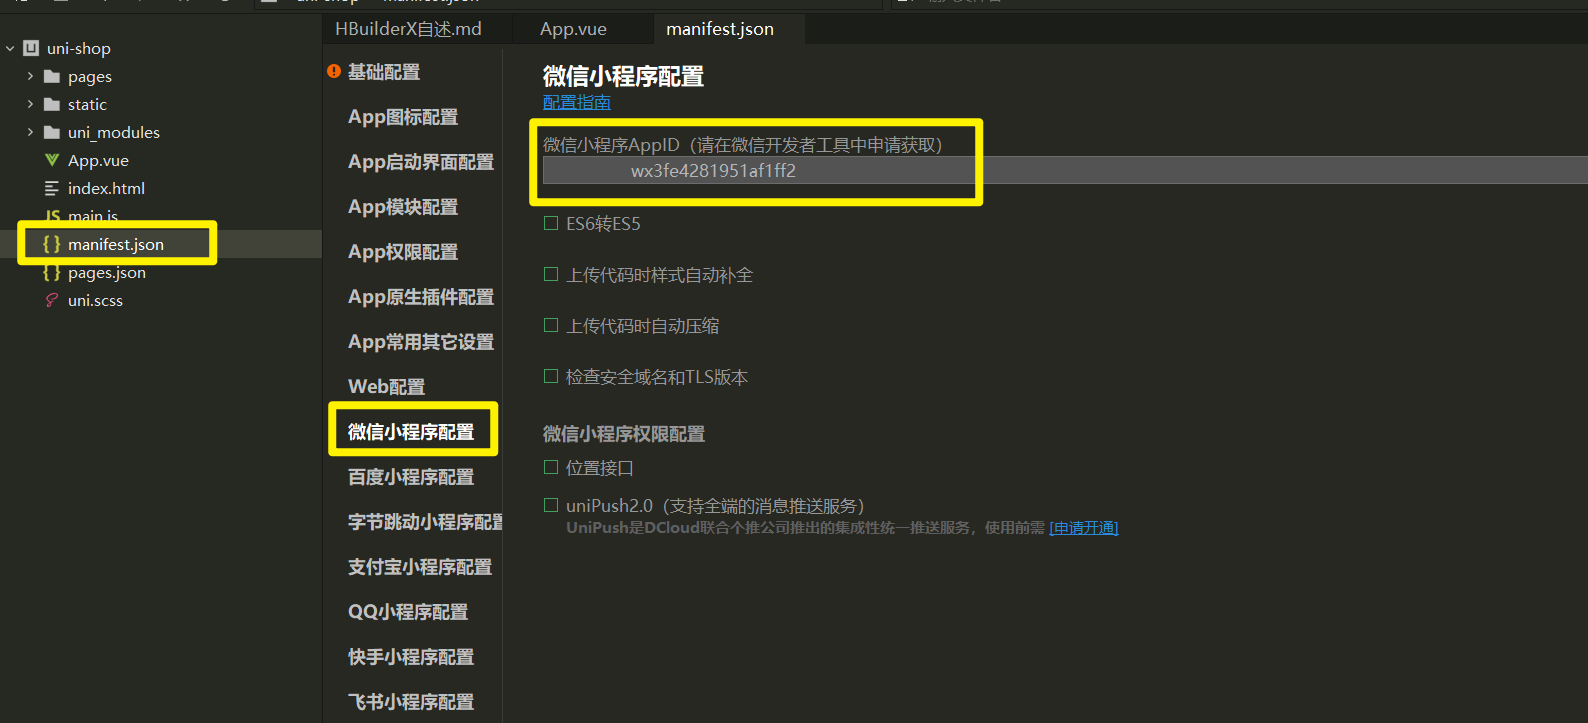 HBuilderX自述.md
App.vue
manifest.json
uni-shop
pages
static
uni_modules
App.vue
index.html
main.js
manifest.json
pages.json
uni.scss
基础配置
App图标配置
App启动界面配置
App模块配置
App权限配置
App原生插件配置
App常用其它设置
Web配置
微信小程序配置
百度小程序配置
字节跳动小程序配置
支付宝小程序配置
QQ小程序配置
快手小程序配置
飞书小程序配置
微信小程序配置
配置指南
微信小程序AppID（请在微信开发者工具中申请获取）
wx3fe4281951af1ff2
ES6转ES5
上传代码时样式自动补全
上传代码时自动压缩
检查安全域名和TLS版本
微信小程序权限配置
位置接口
uniPush2.0（支持全端的消息推送服务）
UniPush是DCloud联合个推公司推出的集成性统一推送服务，使用前需 [申请开通]